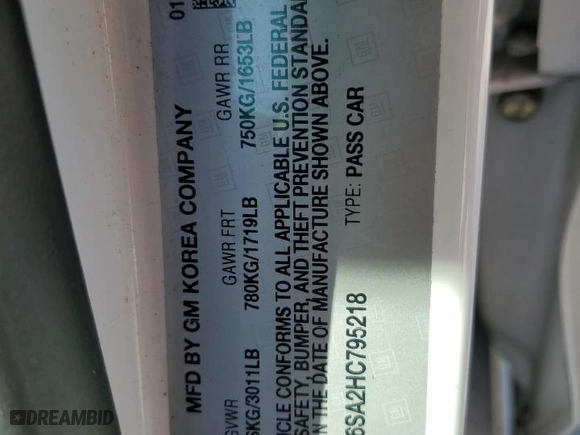 MFD BY GM KOREA COMPANY 01
GVWR GAWR FRT GAWR RR
6KG/3011LB 780KG/1719LB 750KG/1653LB
ICLE CONFORMS TO ALL APPLICABLE U.S. FEDERAL
SAFETY, BUMPER, AND THEFT PREVENTION STANDA
IN THE DATE OF MANUFACTURE SHOWN ABOVE.
6SA2HC795218 TYPE: PASS CAR
DREAMBID